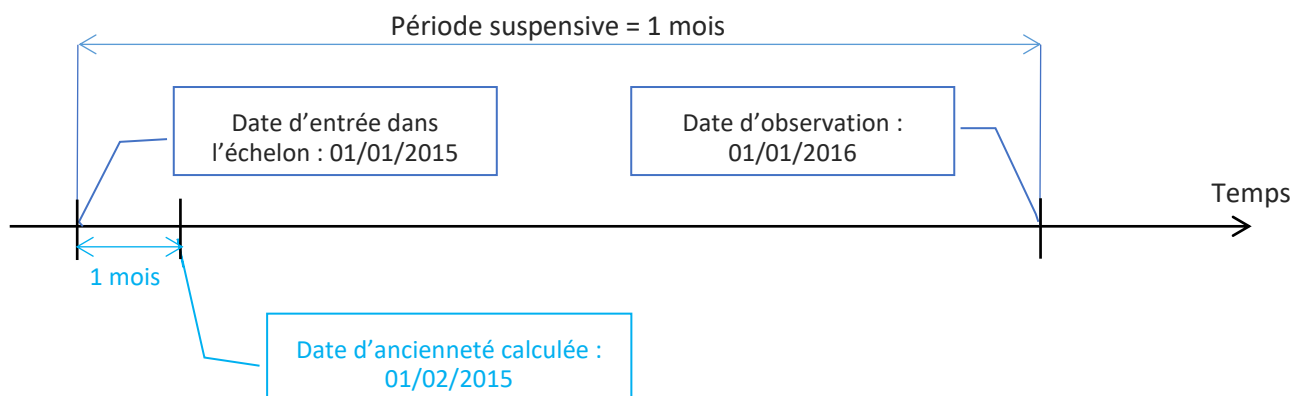 Période suspensive = 1 mois
Date d’entrée dans
l’échelon : 01/01/2015
Date d’observation :
01/01/2016
Temps
1 mois
Date d’ancienneté calculée :
01/02/2015